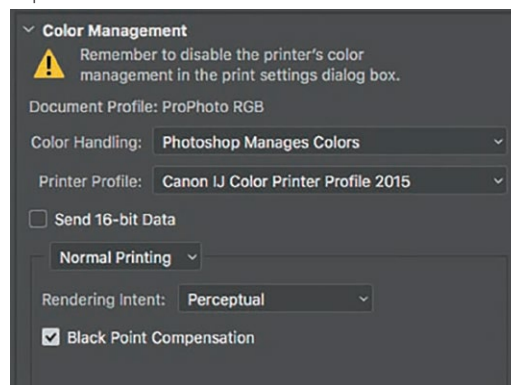 Color Management
Remember to disable the printer's color
management in the print settings dialog box.
Document Profile: ProPhoto RGB
Color Handling: Photoshop Manages Colors
Printer Profile: Canon IJ Color Printer Profile 2015
Send 16-bit Data
Normal Printing
Rendering Intent: Perceptual
Black Point Compensation